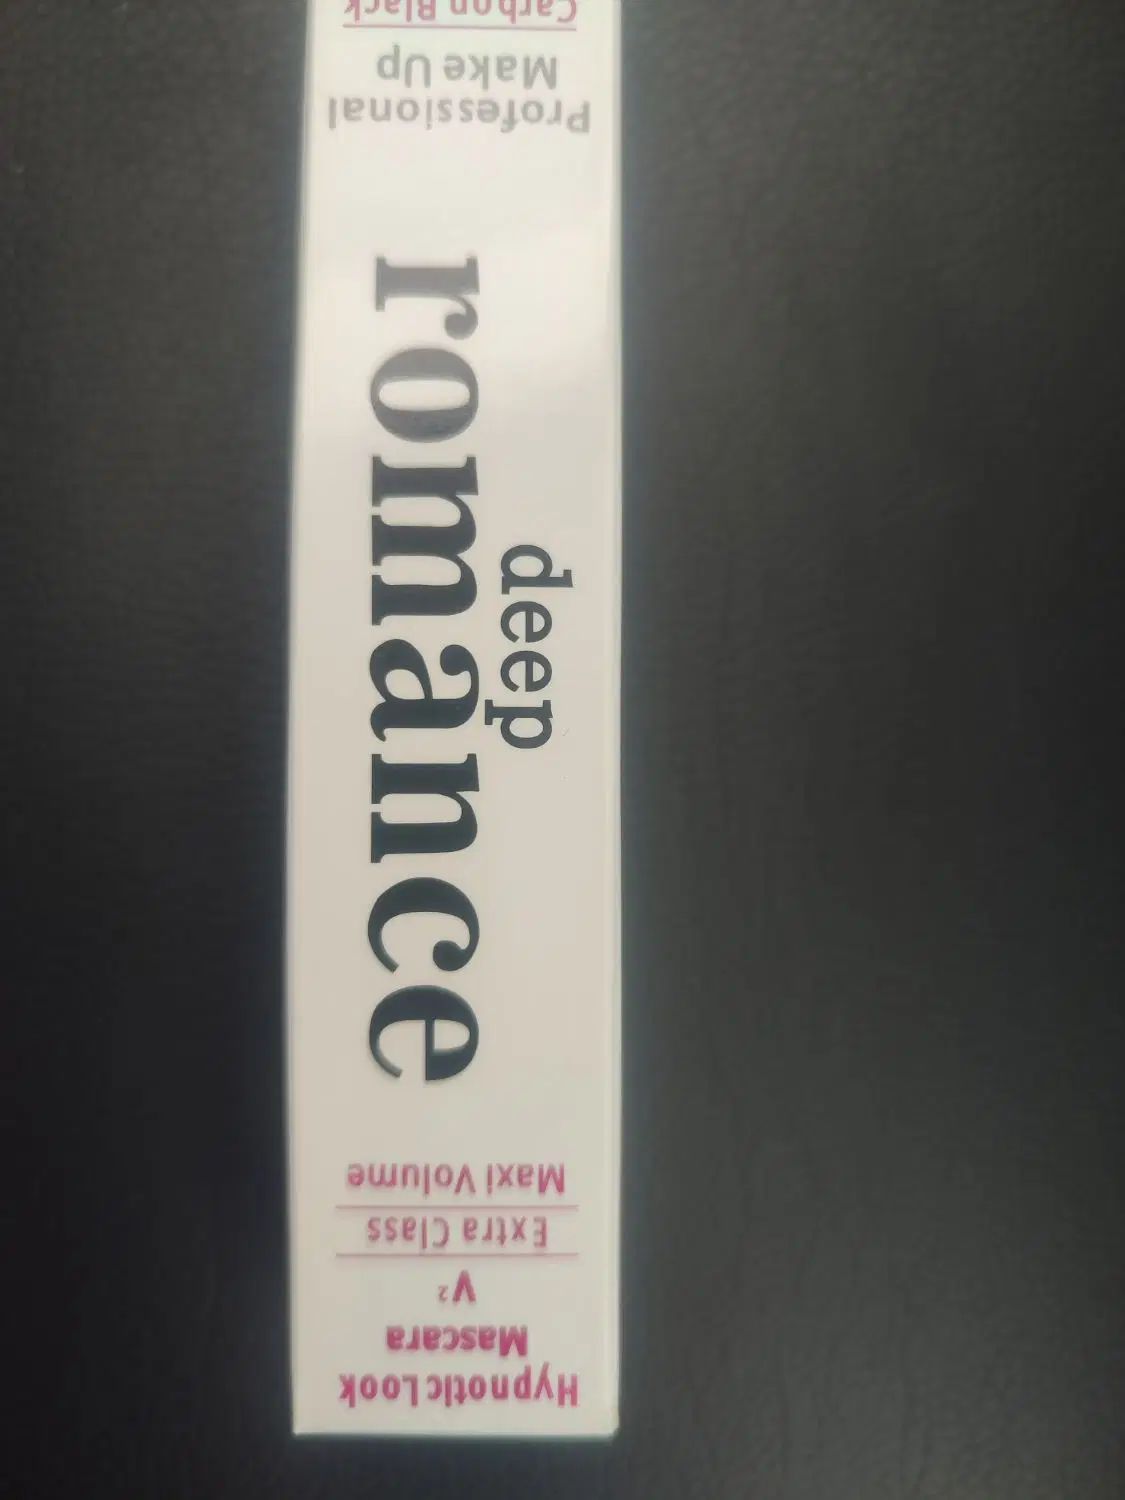 Hypnotic Look
Mascara
V²
Extra Class
Maxi Volume
deep
romance
Professional
Make Up
Carbon Black